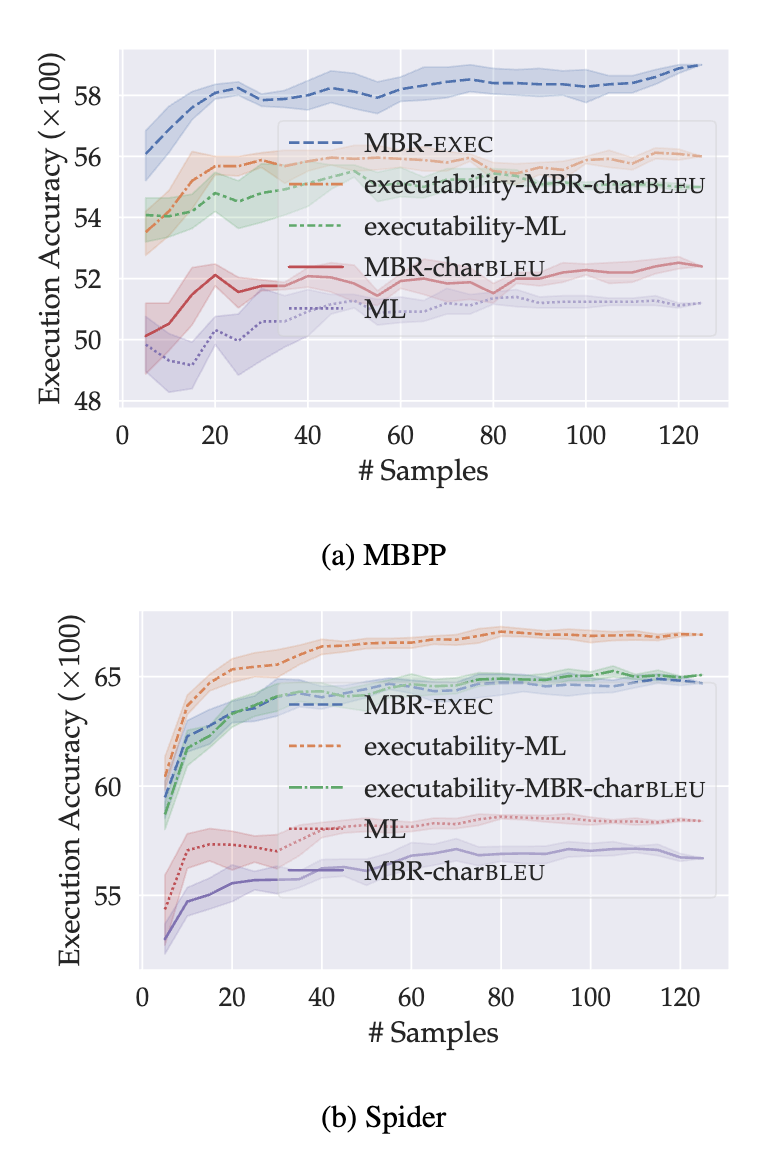 Execution Accuracy (×100)
58
56
54
52
50
48
MBR-EXEC
executability-MBR-charBLEU
executability-ML
MBR-charBLEU
ML
0 20 40 60 80 100 120
# Samples
(a) MBPP
Execution Accuracy (×100)
65
60
55
MBR-EXEC
executability-ML
executability-MBR-charBLEU
ML
MBR-charBLEU
0 20 40 60 80 100 120
# Samples
(b) Spider